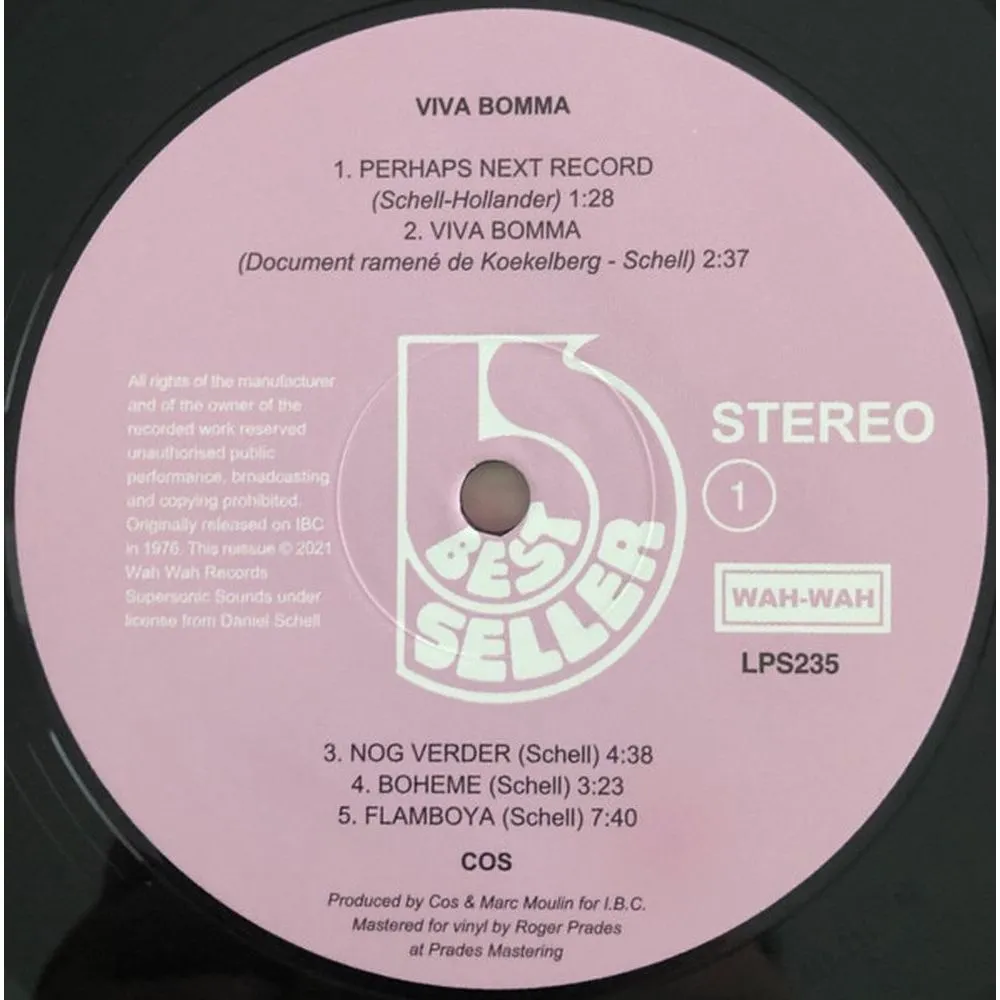 VIVA BOMMA
1. PERHAPS NEXT RECORD
(Schell-Hollander) 1:28
2. VIVA BOMMA
(Document ramené de Koekelberg - Schell) 2:37
All rights of the manufacturer
and of the owner of the
recorded work reserved
unauthorised public
performance, broadcasting
and copying prohibited.
Originally released on IBC
in 1976. This reissue © 2021
Wah Wah Records
Supersonic Sounds under
license from Daniel Schell
BEST
SELLER
STEREO
1
WAH-WAH
LPS235
3. NOG VERDER (Schell) 4:38
4. BOHEME (Schell) 3:23
5. FLAMBOYA (Schell) 7:40
COS
Produced by Cos & Marc Moulin for I.B.C.
Mastered for vinyl by Roger Prades
at Prades Mastering